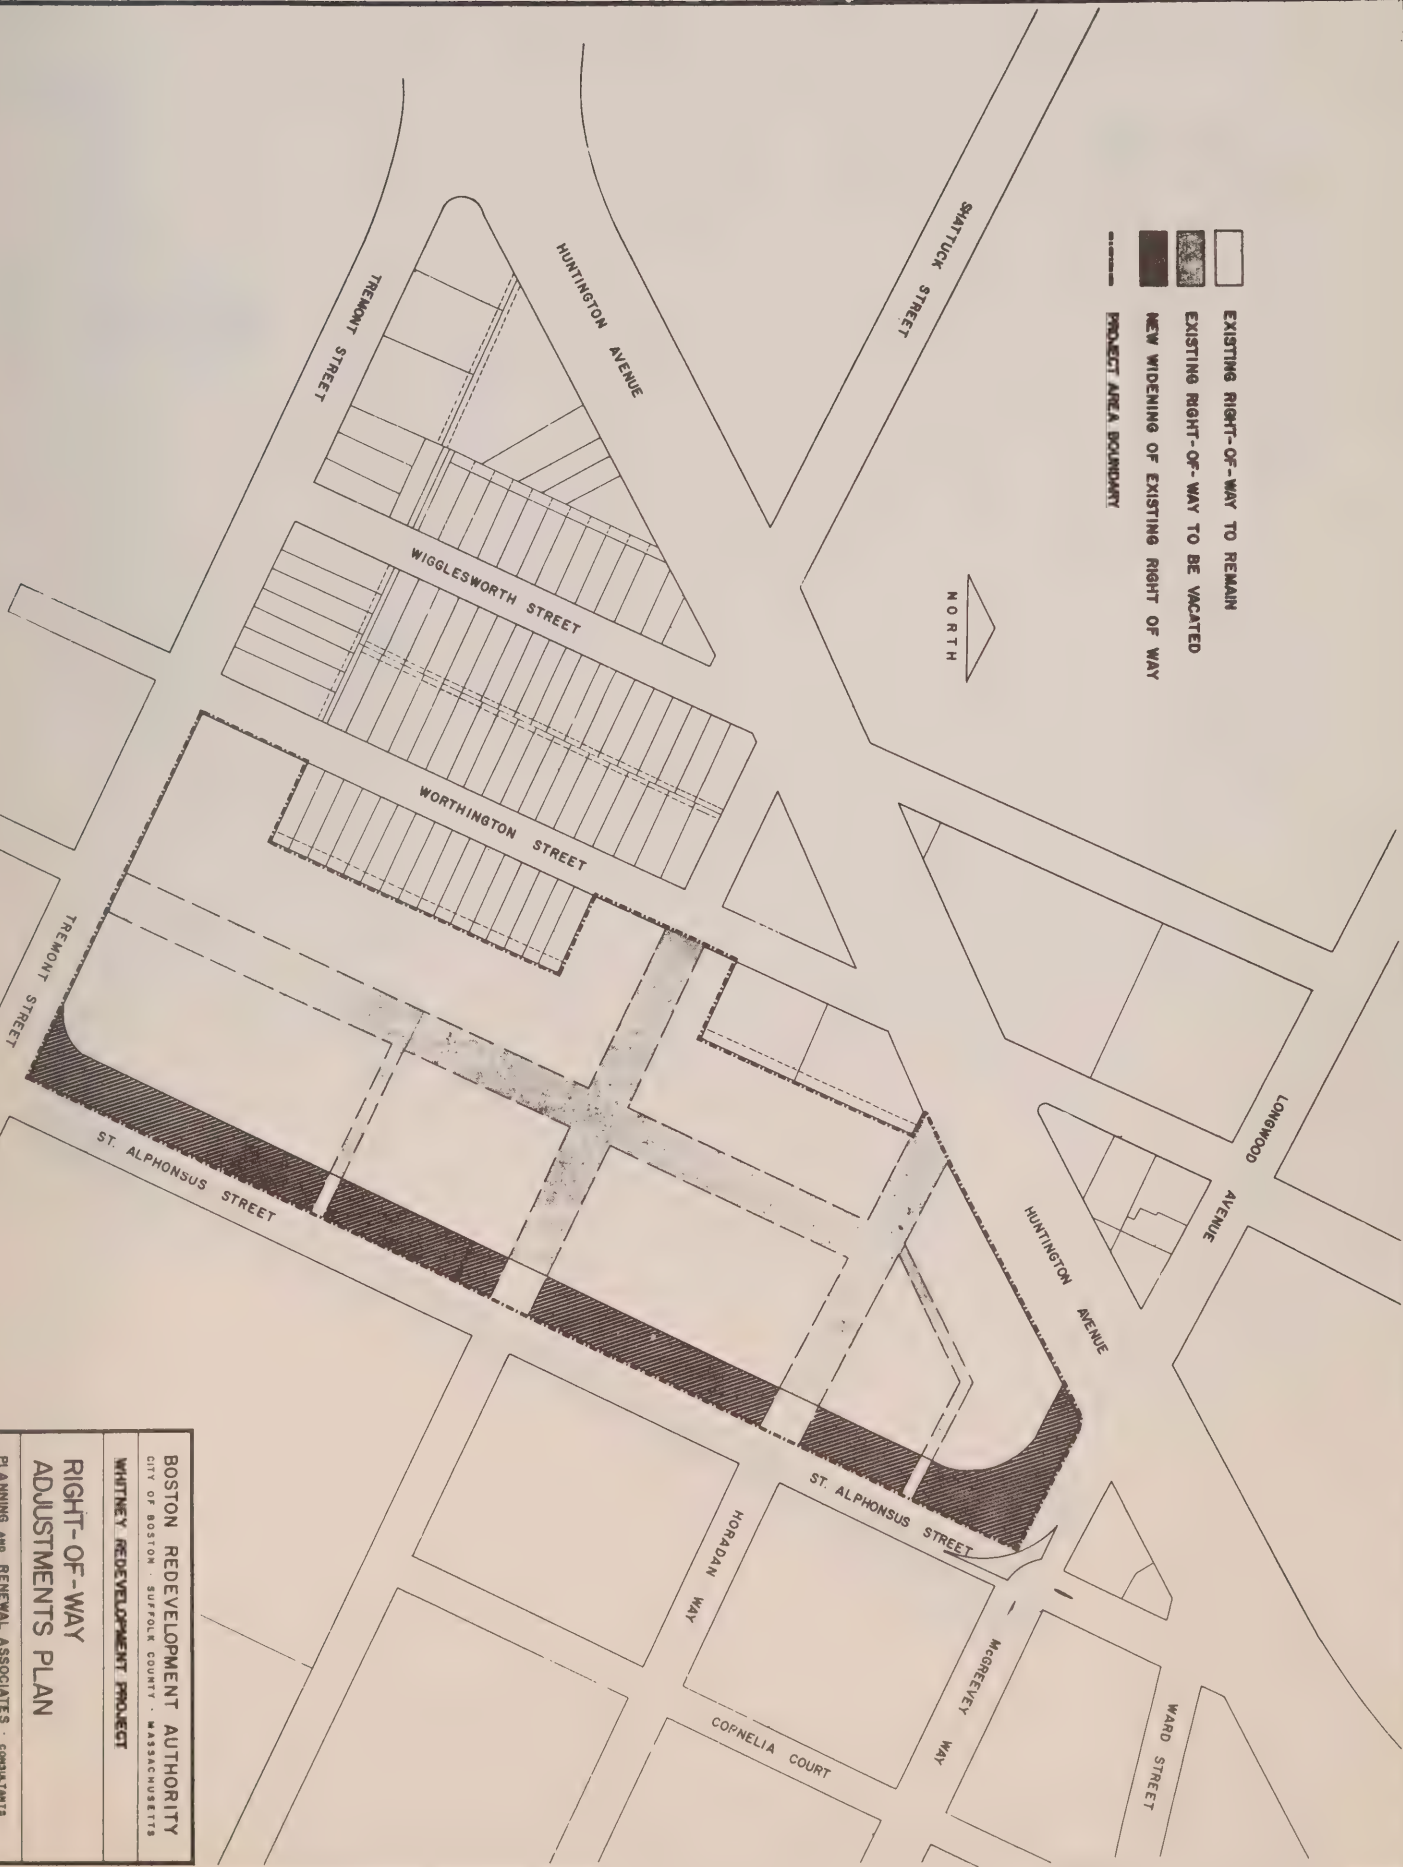 EXISTING RIGHT-OF-WAY TO REMAIN
EXISTING RIGHT-OF-WAY TO BE VACATED
NEW WIDENING OF EXISTING RIGHT OF WAY
PROJECT AREA BOUNDARY
NORTH
SHATTUCK STREET
HUNTINGTON AVENUE
TREMONT STREET
WIGGLESWORTH STREET
WORTHINGTON STREET
LONGWOOD AVENUE
HUNTINGTON AVENUE
TREMONT STREET
ST. ALPHONSUS STREET
ST. ALPHONSUS STREET
HORADAN WAY
McGREEVEY WAY
WARD STREET
CORNELIA COURT
BOSTON REDEVELOPMENT AUTHORITY
CITY OF BOSTON · SUFFOLK COUNTY · MASSACHUSETTS
WHITNEY REDEVELOPMENT PROJECT
RIGHT-OF-WAY
ADJUSTMENTS PLAN
PLANNING AND RENEWAL ASSOCIATES · CONSULTANTS